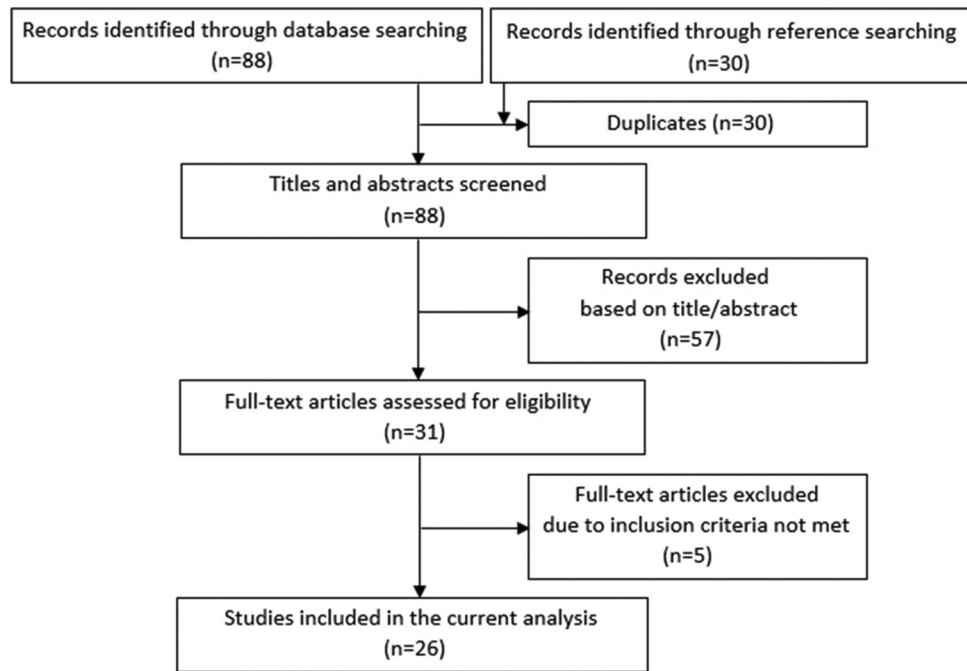 Records identified through database searching
(n=88)
Records identified through reference searching
(n=30)
Duplicates (n=30)
Titles and abstracts screened
(n=88)
Records excluded
based on title/abstract
(n=57)
Full-text articles assessed for eligibility
(n=31)
Full-text articles excluded
due to inclusion criteria not met
(n=5)
Studies included in the current analysis
(n=26)